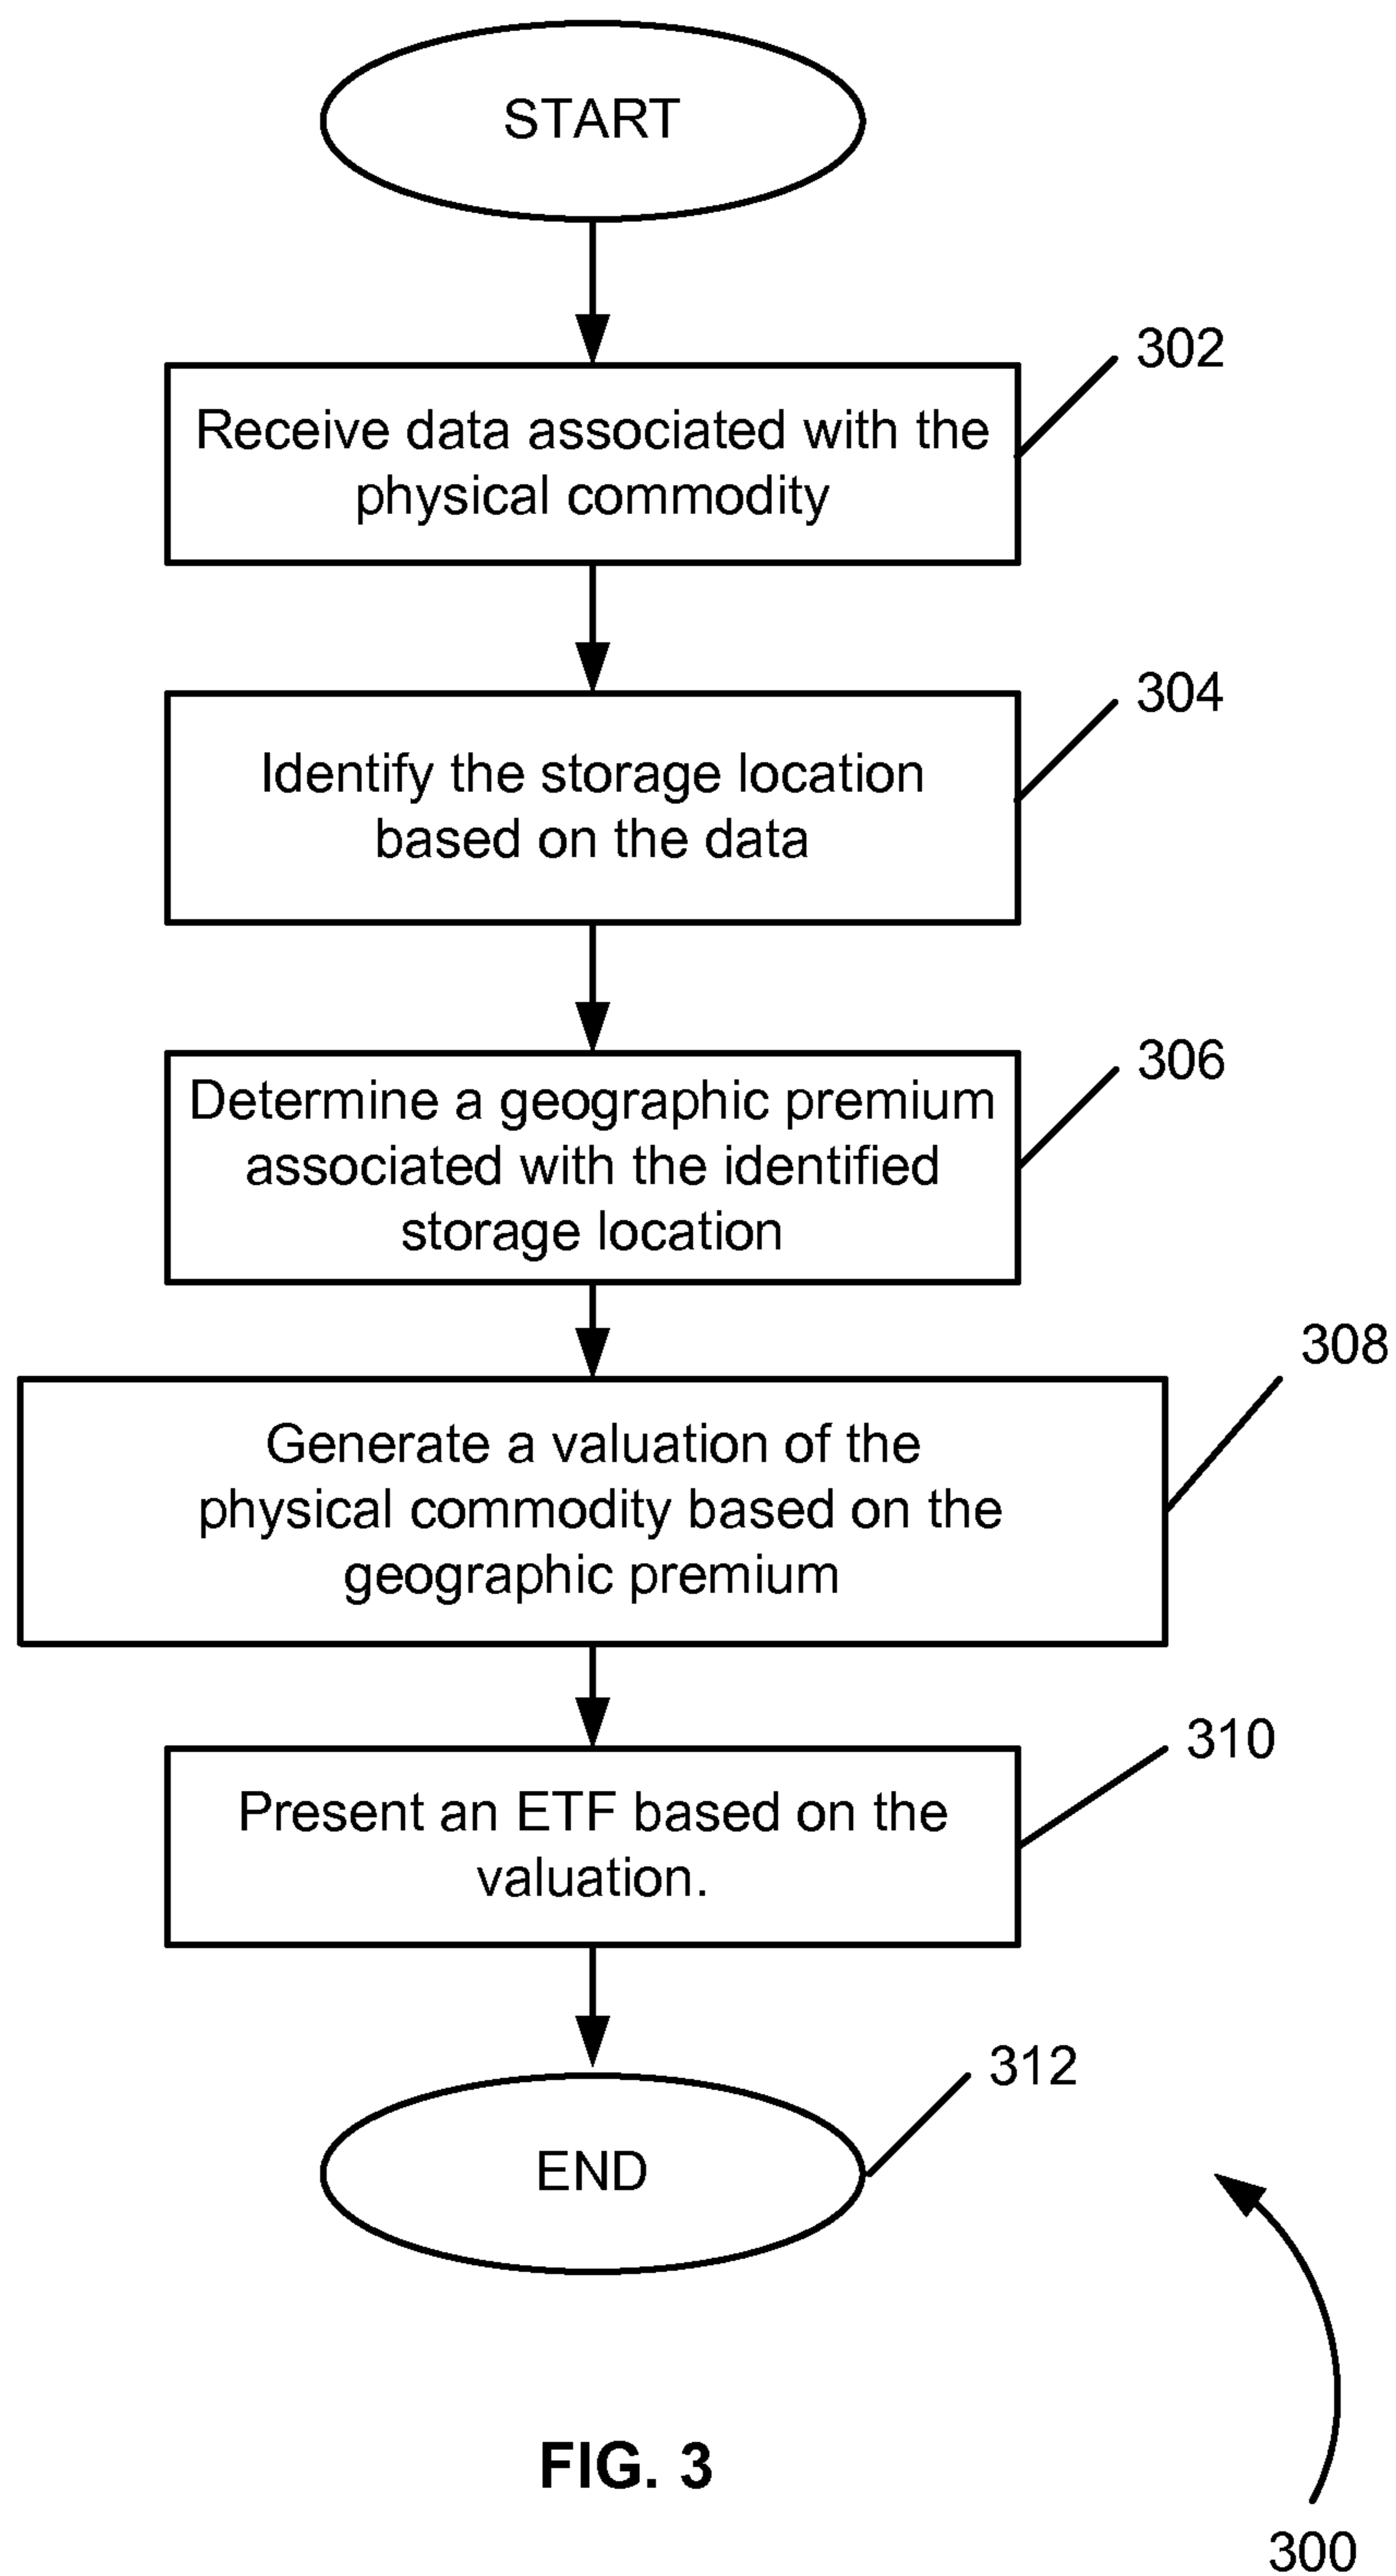 START
302
Receive data associated with the
physical commodity
304
Identify the storage location
based on the data
306
Determine a geographic premium
associated with the identified
storage location
308
Generate a valuation of the
physical commodity based on the
geographic premium
310
Present an ETF based on the
valuation.
312
END
FIG. 3
300